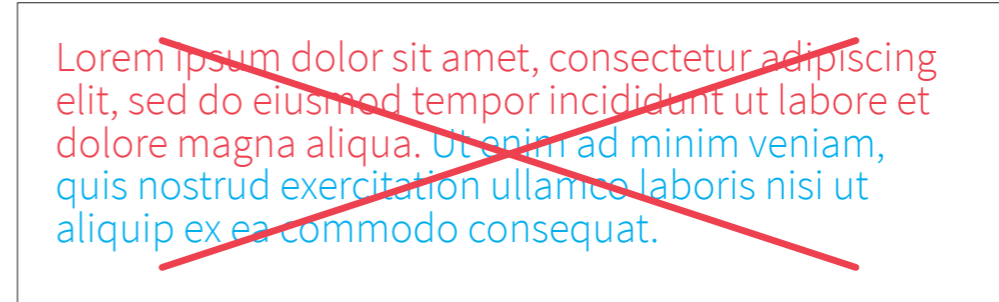 Lorem ipsum dolor sit amet, consectetur adipiscing
elit, sed do eiusmod tempor incididunt ut labore et
dolore magna aliqua. Ut enim ad minim veniam,
quis nostrud exercitation ullamco laboris nisi ut
aliquip ex ea commodo consequat.